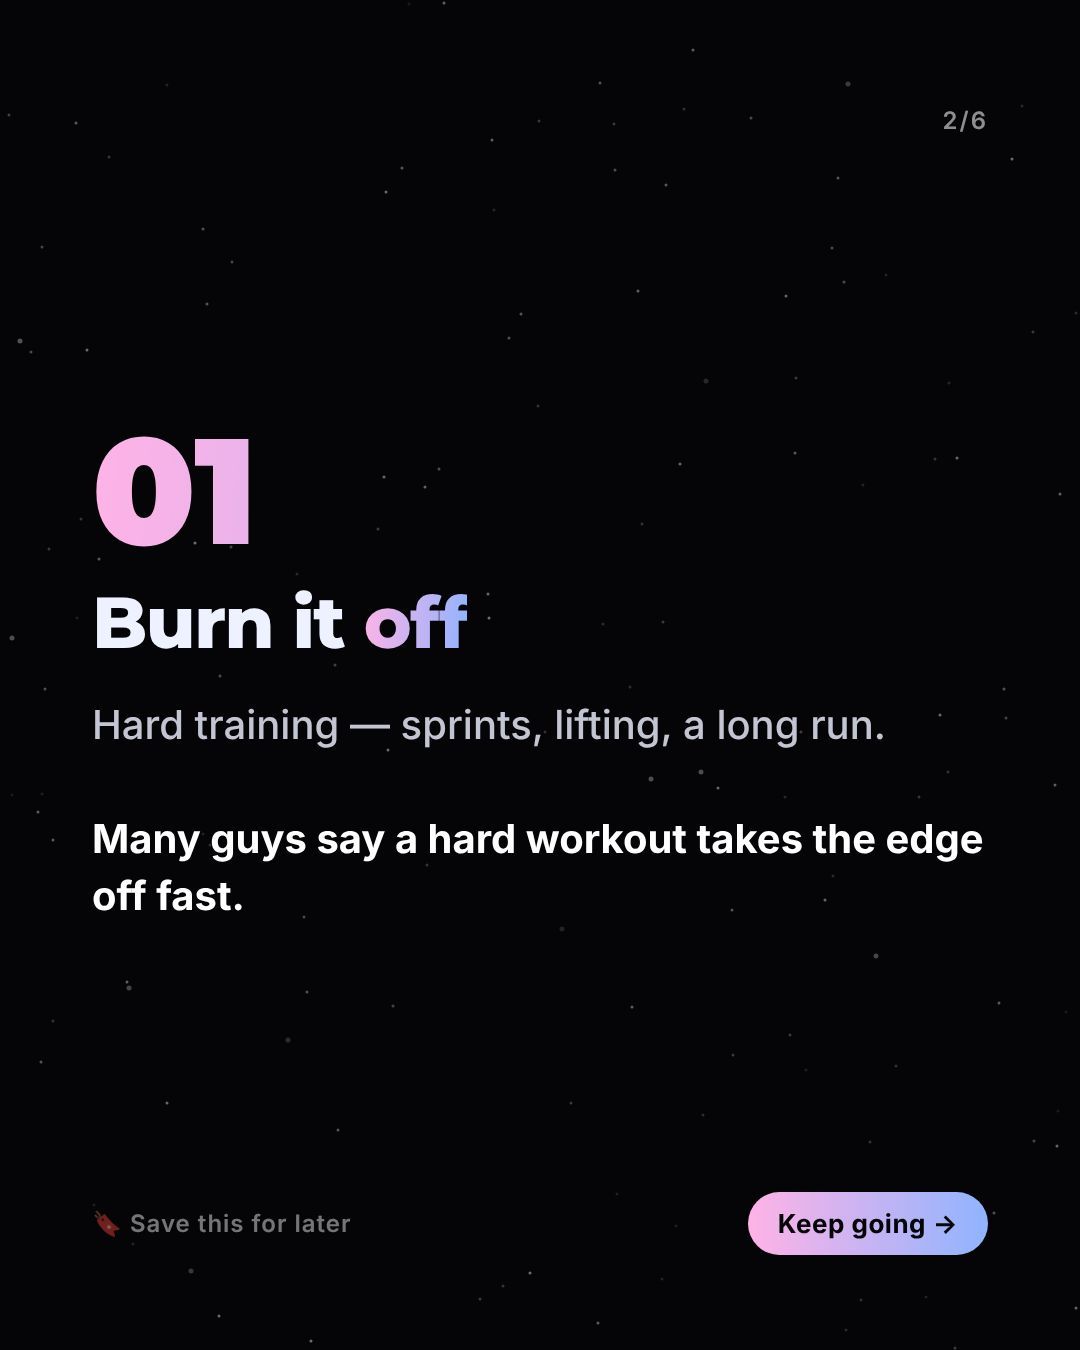 2/6
01
Burn it off
Hard training — sprints, lifting, a long run.
Many guys say a hard workout takes the edge
off fast.
🔖 Save this for later
Keep going →